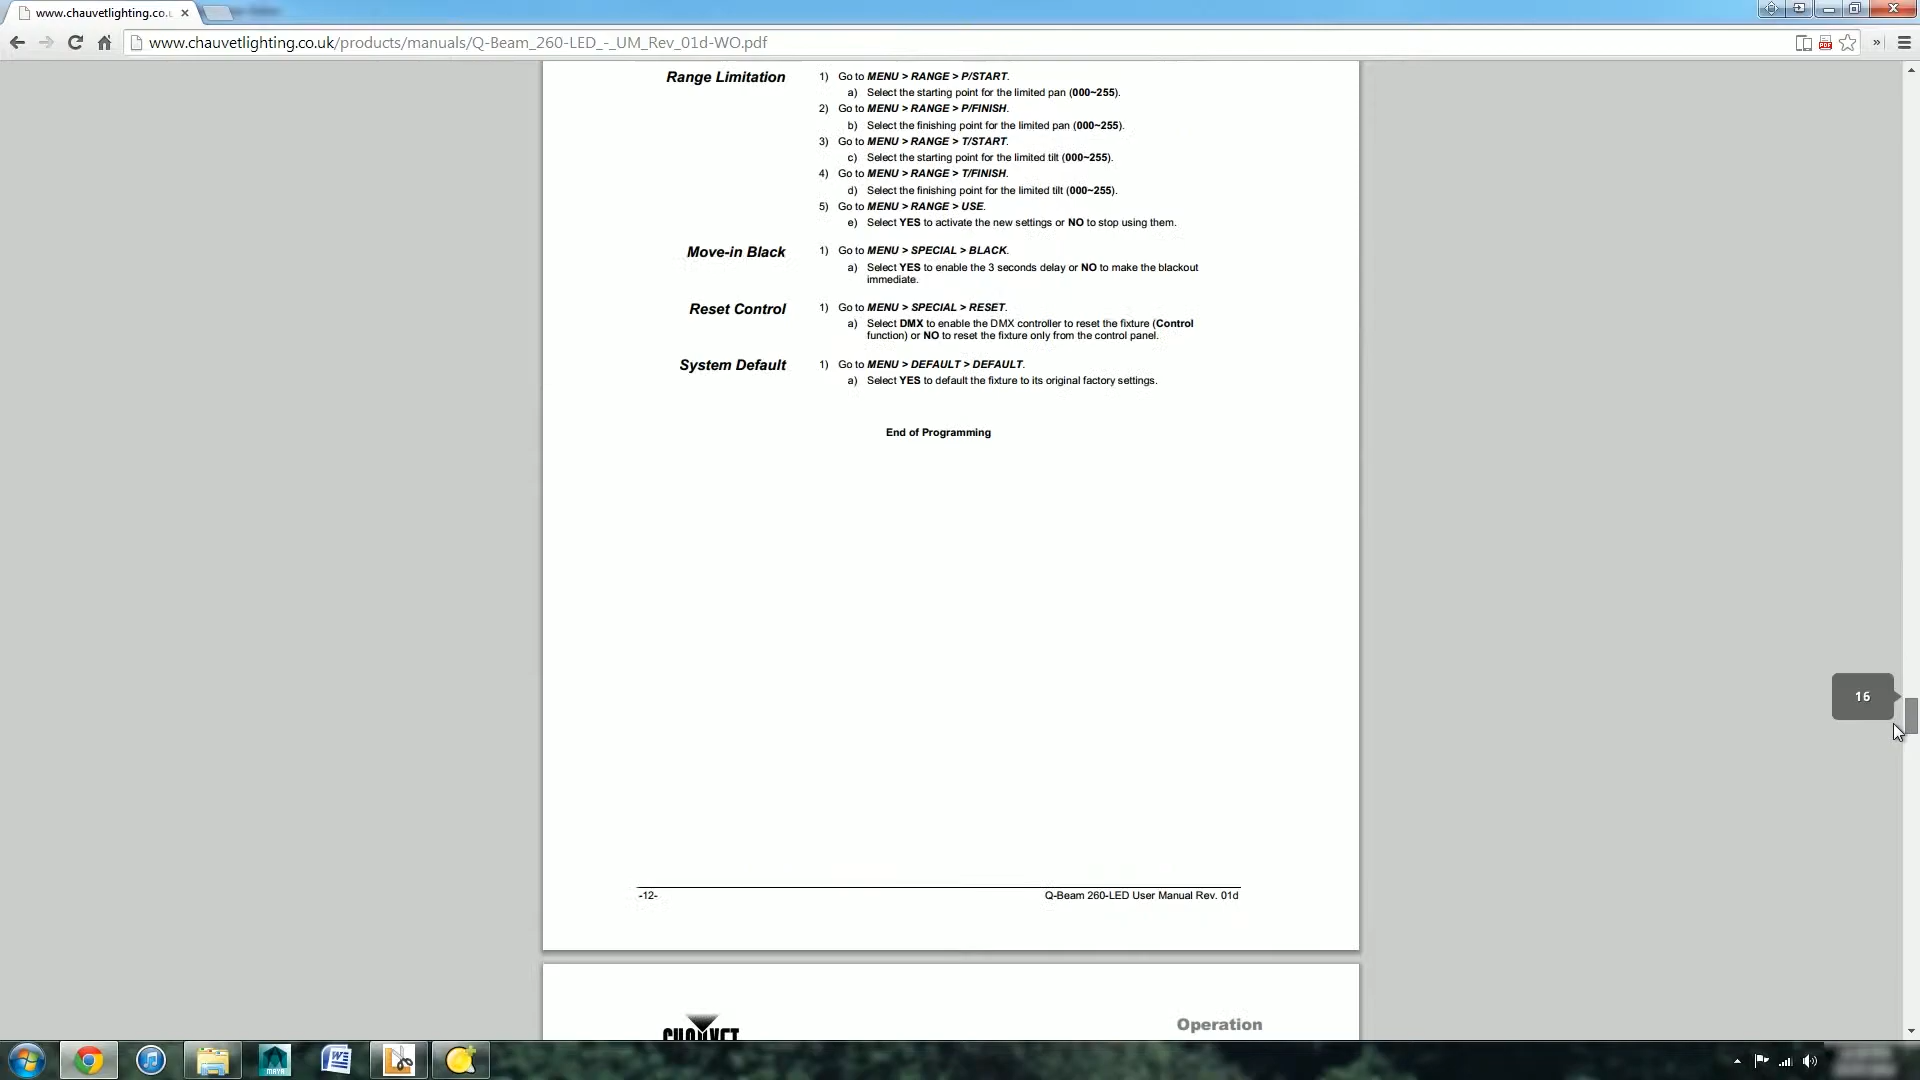 www.chauvetlighting.co.u
www.chauvetlighting.co.uk/products/manuals/Q-Beam_260-LED_-_UM_Rev_01d-WO.pdf
Range Limitation
1) Go to MENU > RANGE > P/START.
a) Select the starting point for the limited pan (000~255).
2) Go to MENU > RANGE > P/FINISH.
b) Select the finishing point for the limited pan (000~255).
3) Go to MENU > RANGE > T/START.
c) Select the starting point for the limited tilt (000~255).
4) Go to MENU > RANGE > T/FINISH.
d) Select the finishing point for the limited tilt (000~255).
5) Go to MENU > RANGE > USE.
e) Select YES to activate the new settings or NO to stop using them.
Move-in Black
1) Go to MENU > SPECIAL > BLACK.
a) Select YES to enable the 3 seconds delay or NO to make the blackout
immediate.
Reset Control
1) Go to MENU > SPECIAL > RESET.
a) Select DMX to enable the DMX controller to reset the fixture (Control
function) or NO to reset the fixture only from the control panel.
System Default
1) Go to MENU > DEFAULT > DEFAULT.
a) Select YES to default the fixture to its original factory settings.
End of Programming
16
-12-
Q-Beam 260-LED User Manual Rev. 01d
CHAUVET
Operation
MAYA